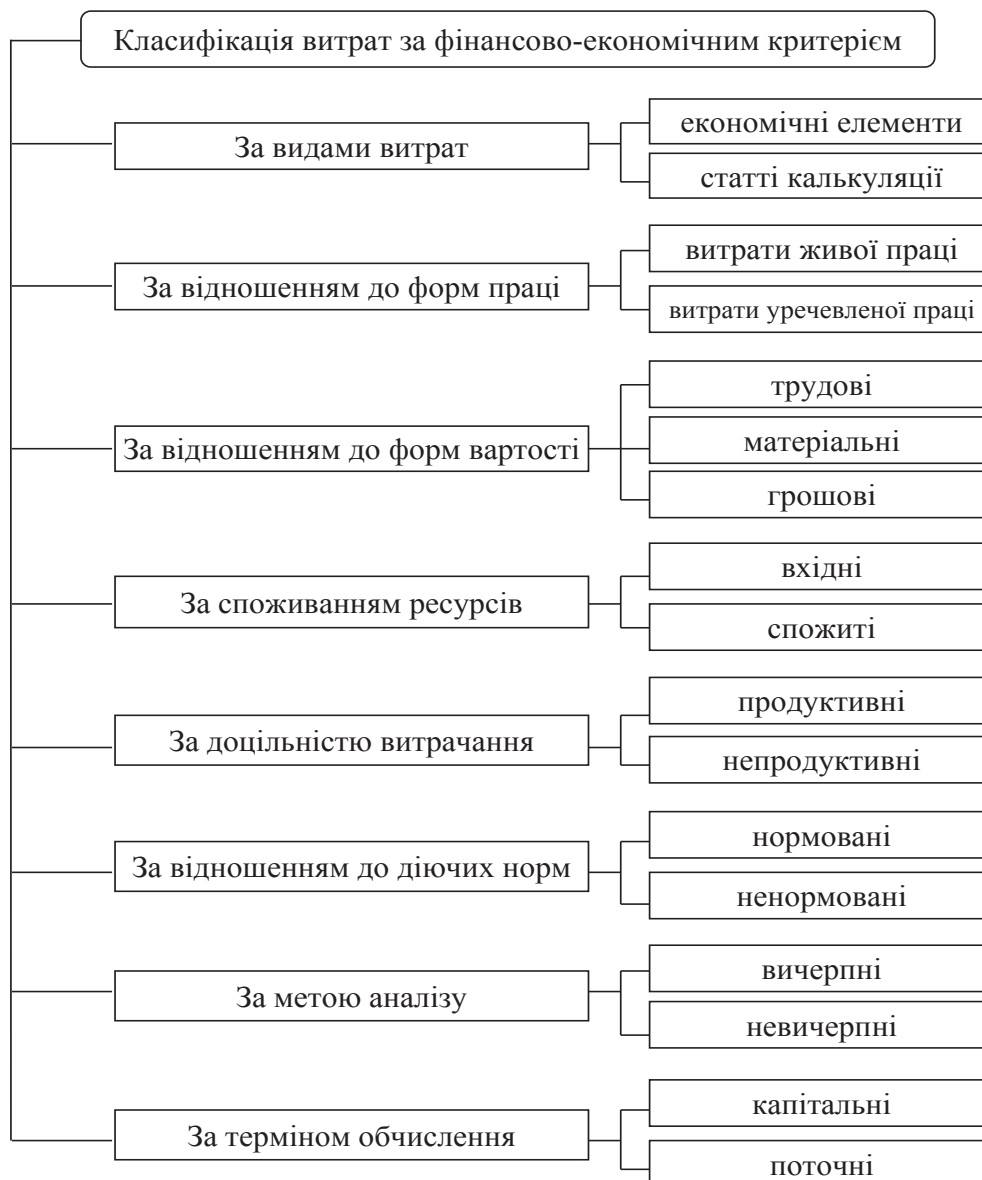 Класифікація витрат за фінансово-економічним критерієм
За видами витрат
економічні елементи
статті калькуляції
За відношенням до форм праці
витрати живої праці
витрати уречевленої праці
За відношенням до форм вартості
трудові
матеріальні
грошові
За споживанням ресурсів
вхідні
спожиті
За доцільністю витрачання
продуктивні
непродуктивні
За відношенням до діючих норм
нормовані
ненормовані
За метою аналізу
вичерпні
невичерпні
За терміном обчислення
капітальні
поточні